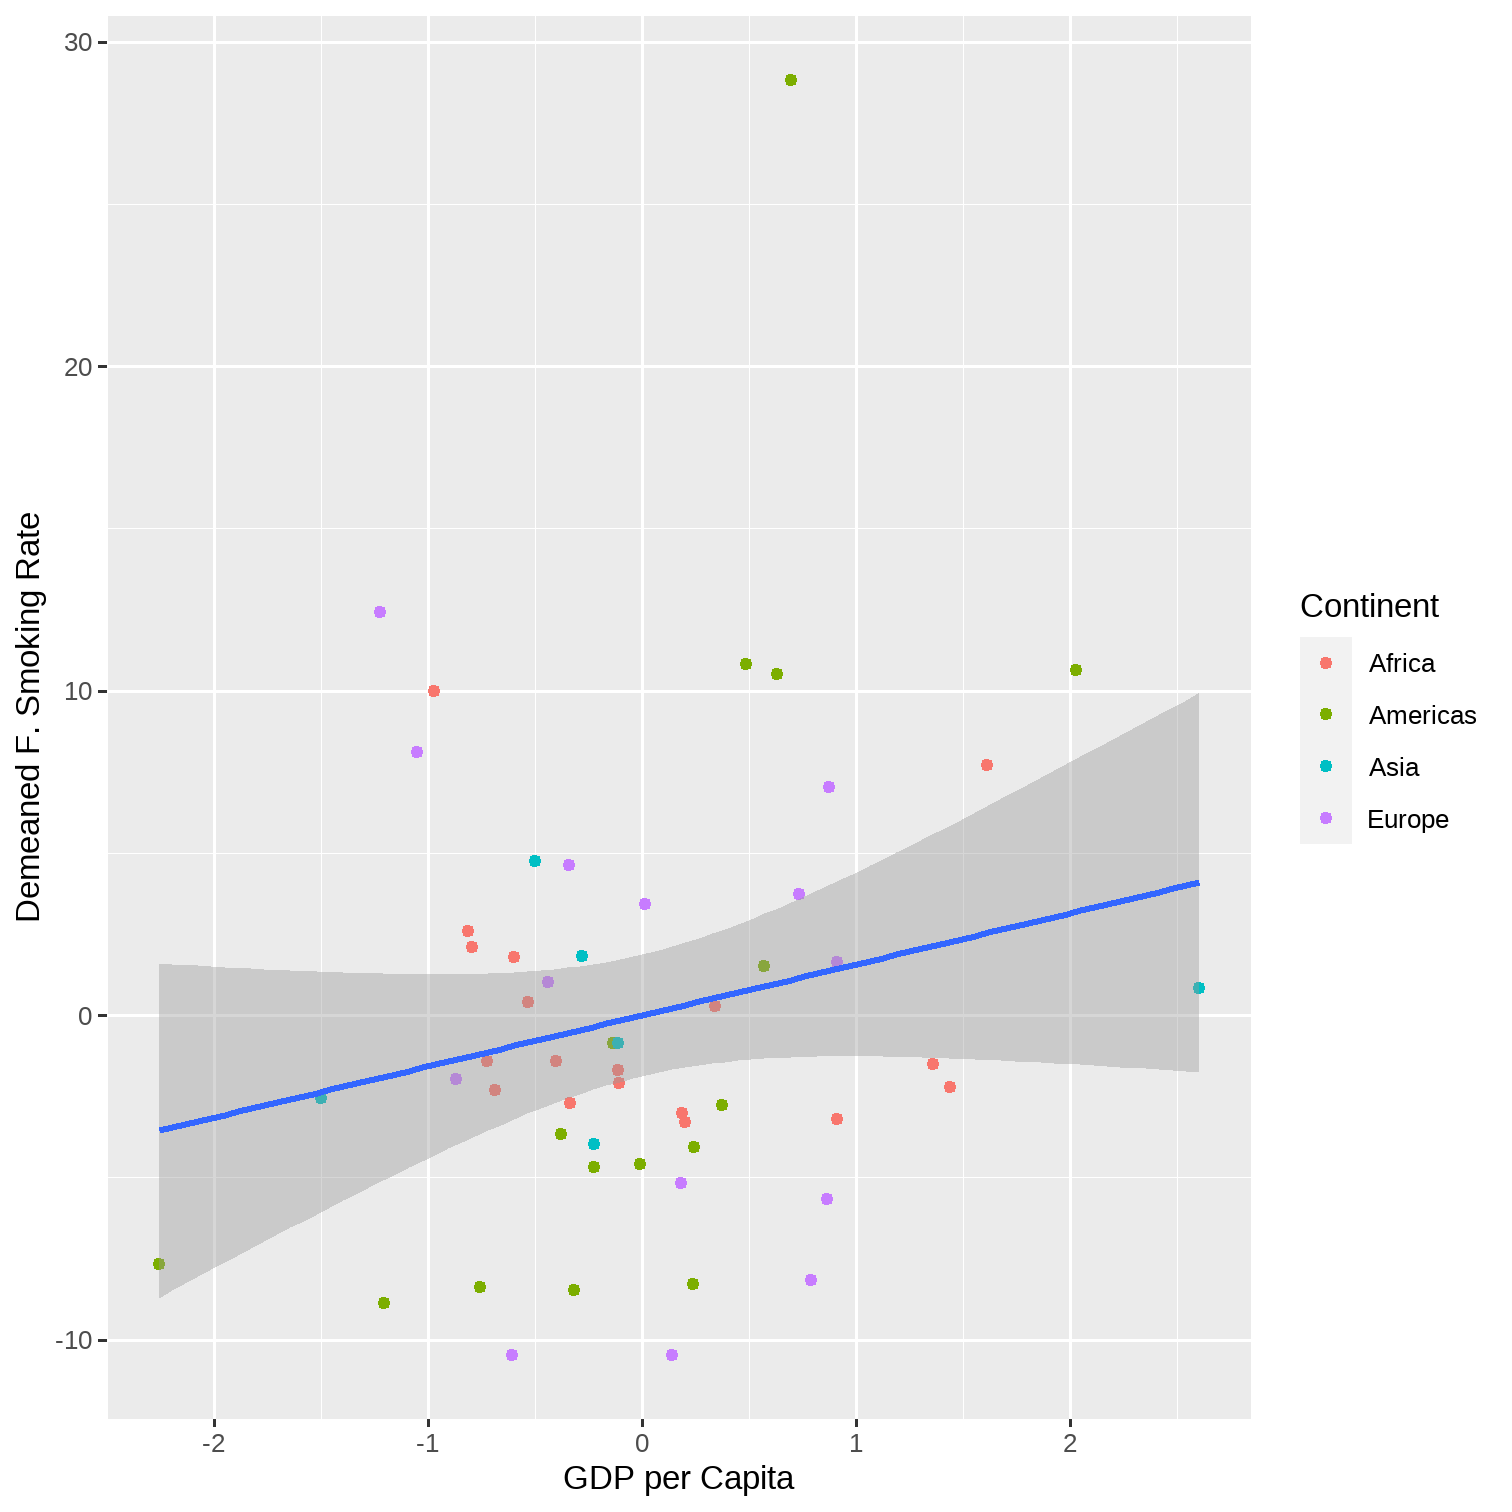 30
20
10
0
-10
Demeaned F. Smoking Rate
-2 -1 0 1 2
GDP per Capita
Continent
Africa
Americas
Asia
Europe